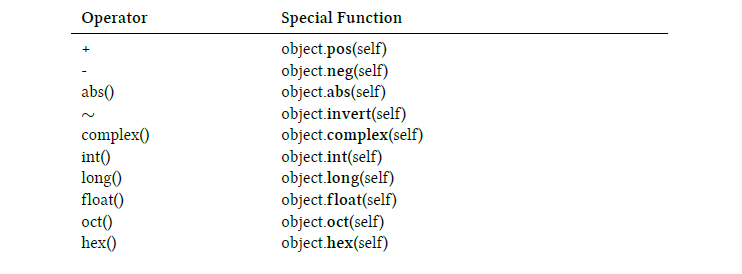 Operator Special Function
+ object.pos(self)
- object.neg(self)
abs() object.abs(self)
~ object.invert(self)
complex() object.complex(self)
int() object.int(self)
long() object.long(self)
float() object.float(self)
oct() object.oct(self)
hex() object.hex(self)